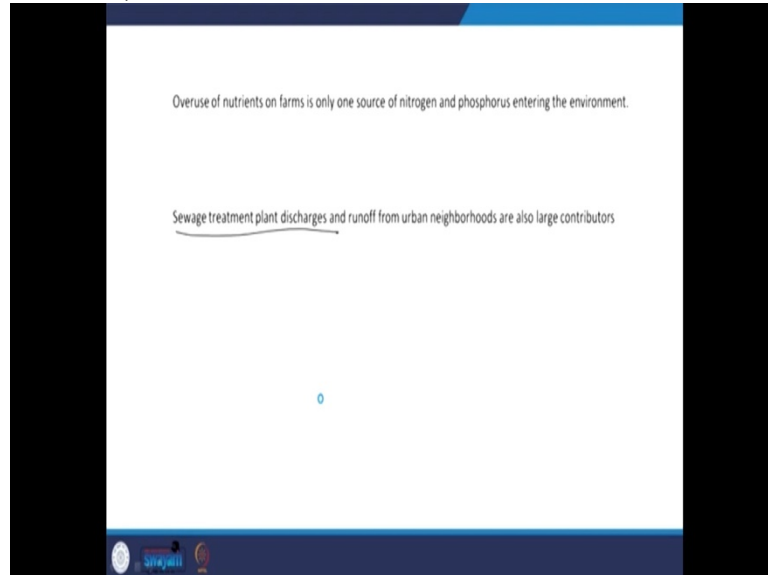 Overuse of nutrients on farms is only one source of nitrogen and phosphorus entering the environment.
Sewage treatment plant discharges and runoff from urban neighborhoods are also large contributors
swayam